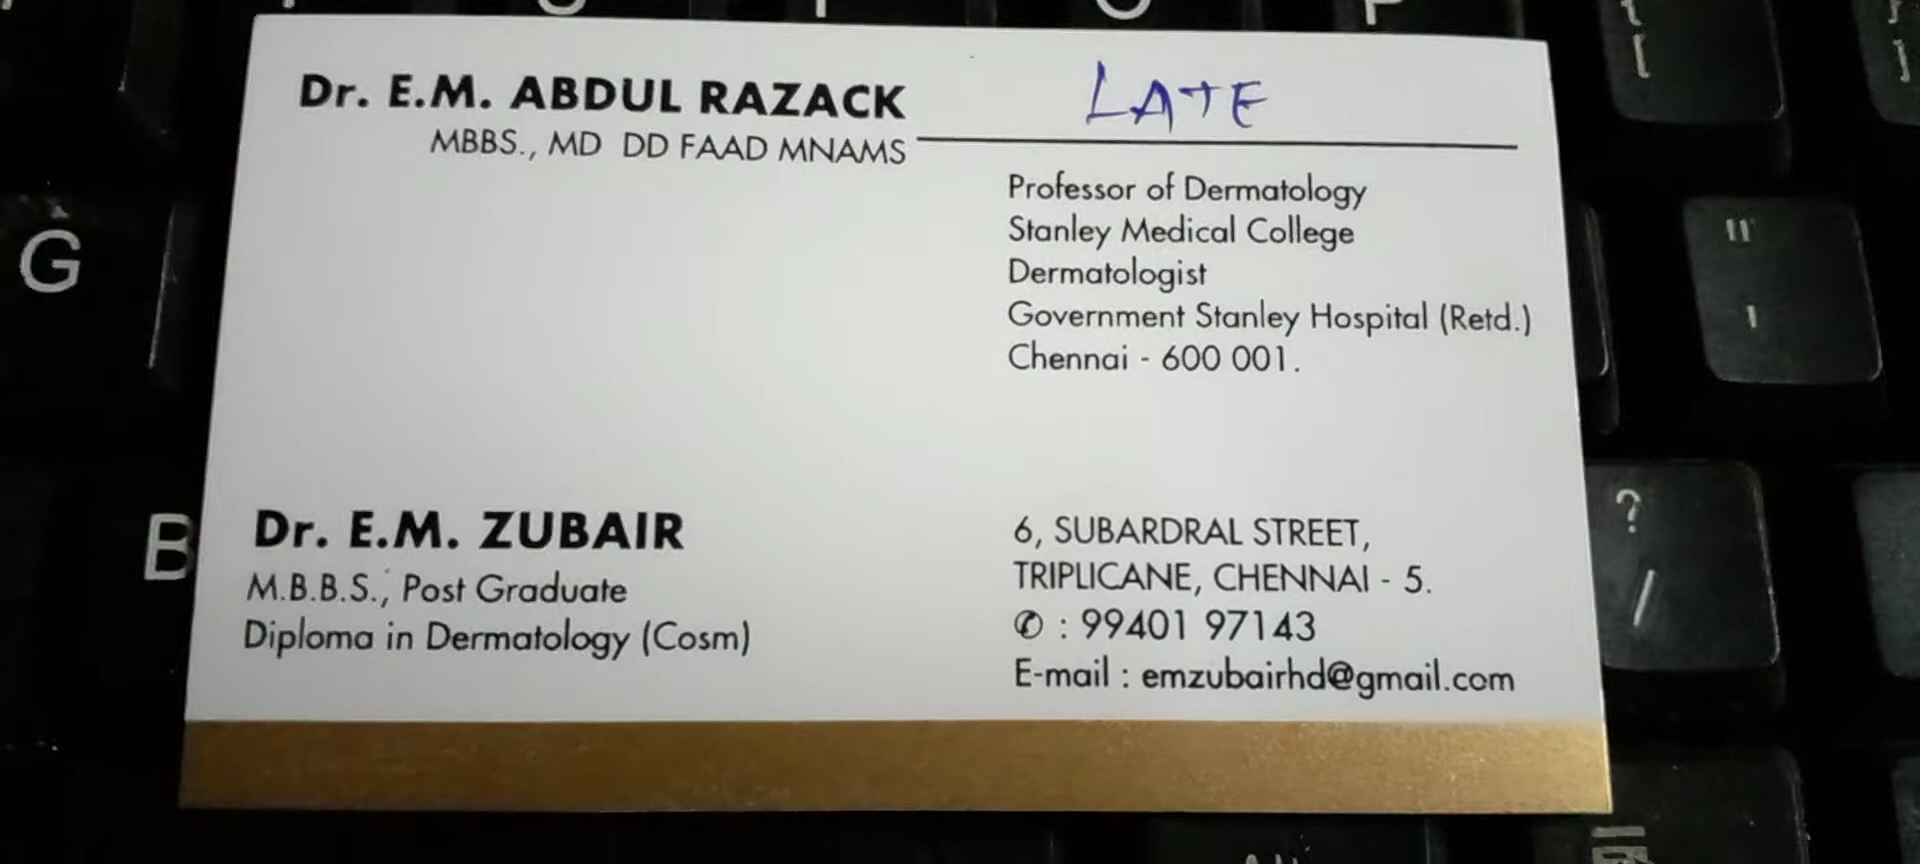 Dr. E.M. ABDUL RAZACK
LATE
MBBS., MD DD FAAD MNAMS
Professor of Dermatology
Stanley Medical College
Dermatologist
Government Stanley Hospital (Retd.)
Chennai - 600 001.
Dr. E.M. ZUBAIR
M.B.B.S., Post Graduate
Diploma in Dermatology (Cosm)
6, SUBARDRAL STREET,
TRIPLICANE, CHENNAI - 5.
✆ : 99401 97143
E-mail : emzubairhd@gmail.com
G
B
"
'
?
/